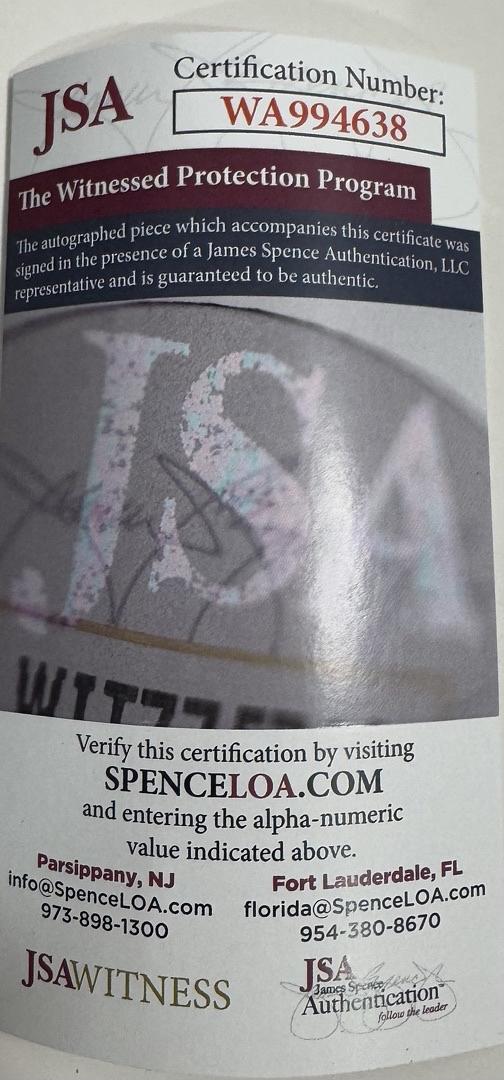 JSA
Certification Number:
WA994638
The Witnessed Protection Program
The autographed piece which accompanies this certificate was
signed in the presence of a James Spence Authentication, LLC
representative and is guaranteed to be authentic.
JSA
Verify this certification by visiting
SPENCELOA.COM
and entering the alpha-numeric
value indicated above.
Parsippany, NJ
info@SpenceLOA.com
973-898-1300
Fort Lauderdale, FL
florida@SpenceLOA.com
954-380-8670
JSAWITNESS
JSA
James Spence
Authentication
follow the leader